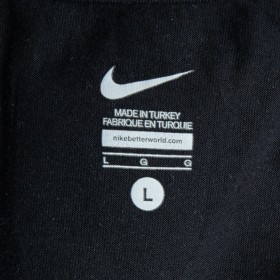 MADE IN TURKEY
FABRIQUE EN TURQUIE
nikebetterworld.com
L G G
L